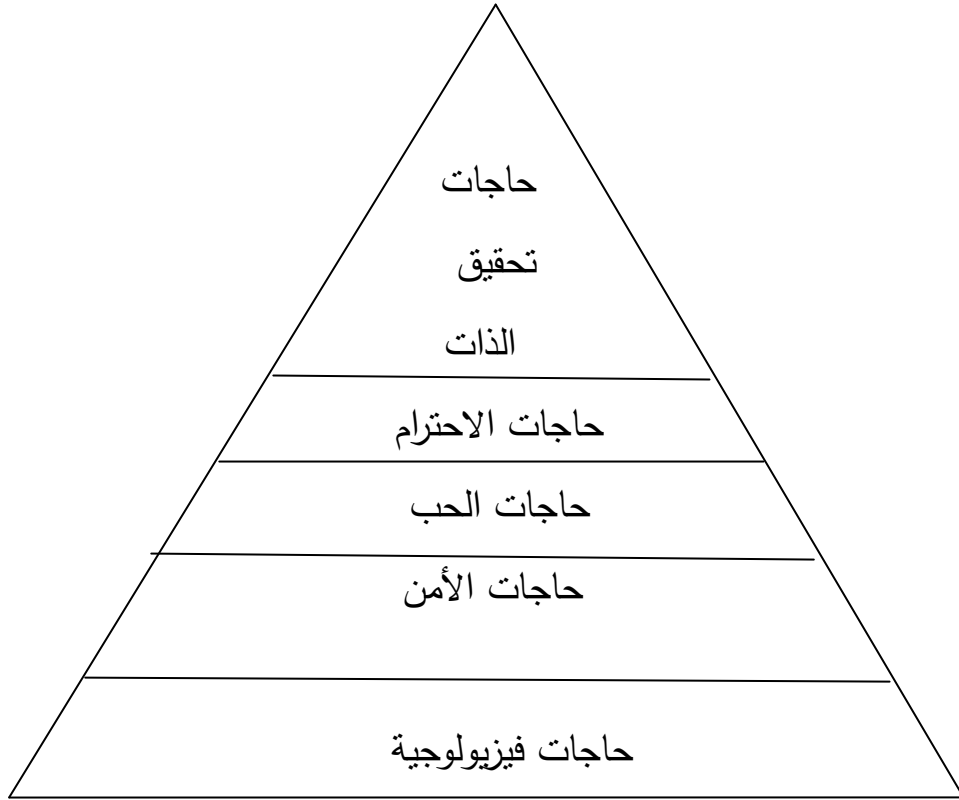 حاجات
تحقيق
الذات
حاجات الاحترام
حاجات الحب
حاجات الأمن
حاجات فيزيولوجية